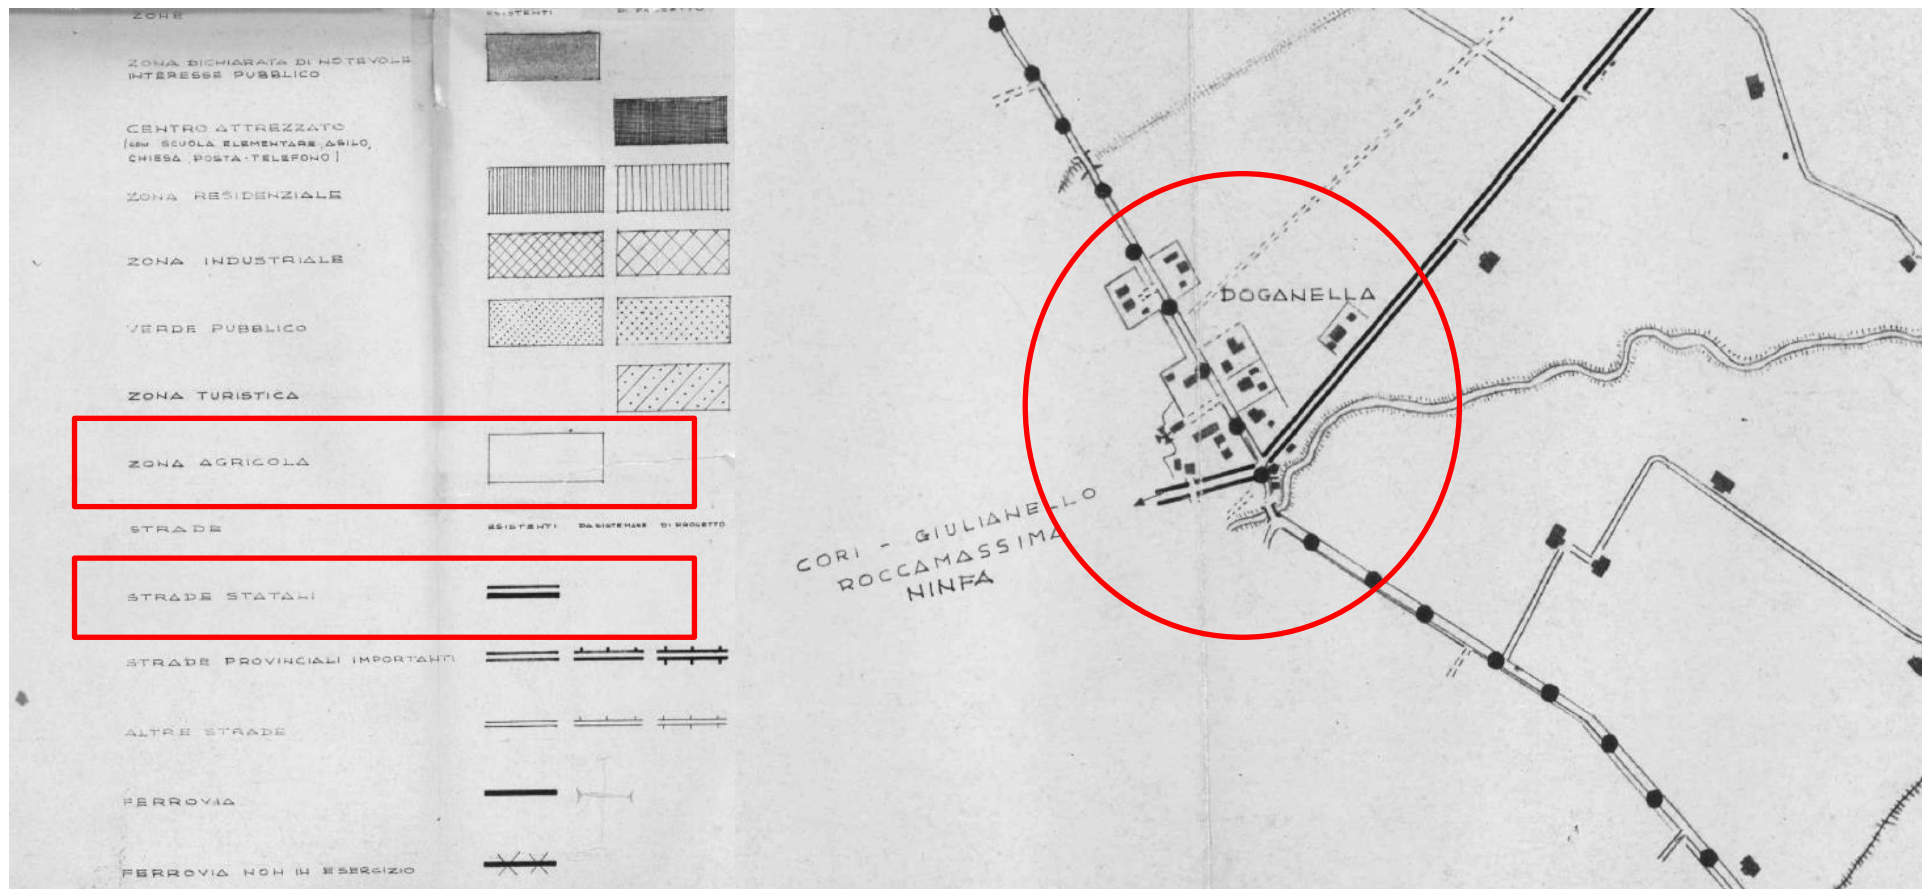 ZONE
ESISTENTI DI PROGETTO
ZONA DICHIARATA DI NOTEVOLE
INTERESSE PUBBLICO
CENTRO ATTREZZATO
(CON SCUOLA ELEMENTARE, ASILO,
CHIESA, POSTA-TELEFONO)
ZONA RESIDENZIALE
ZONA INDUSTRIALE
VERDE PUBBLICO
ZONA TURISTICA
ZONA AGRICOLA
STRADE ESISTENTI DA SISTEMARE DI PROGETTO
STRADE STATALI
STRADE PROVINCIALI IMPORTANTI
ALTRE STRADE
FERROVIA
FERROVIA NON IN ESERCIZIO
DOGANELLA
CORI - GIULIANELLO
ROCCAMASSIMA
NINFA